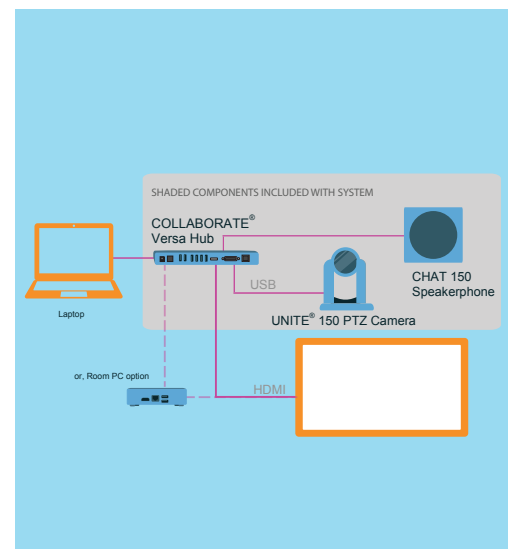 SHADED COMPONENTS INCLUDED WITH SYSTEM
COLLABORATE®
Versa Hub
USB
CHAT 150
Speakerphone
Laptop
UNITE® 150 PTZ Camera
or, Room PC option
HDMI